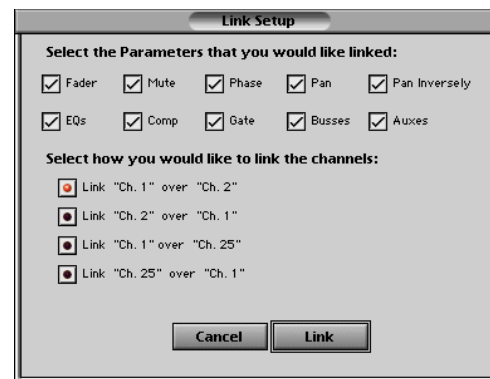 Link Setup
Select the Parameters that you would like linked:
Fader Mute Phase Pan Pan Inversely
EQs Comp Gate Busses Auxes
Select how you would like to link the channels:
Link "Ch. 1" over "Ch. 2"
Link "Ch. 2" over "Ch. 1"
Link "Ch. 1" over "Ch. 25"
Link "Ch. 25" over "Ch. 1"
Cancel Link